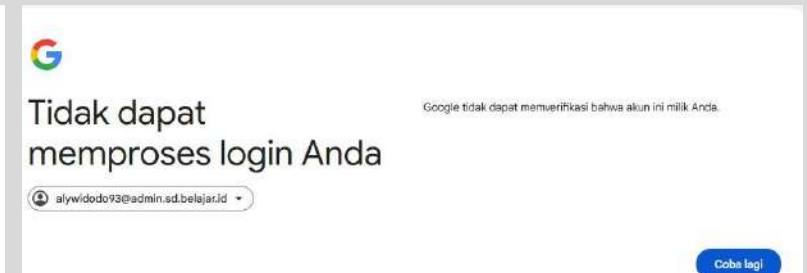 Tidak dapat
memproses login Anda
alywidodo93@admin.sd.belajar.id
Google tidak dapat memverifikasi bahwa akun ini milik Anda.
Coba lagi